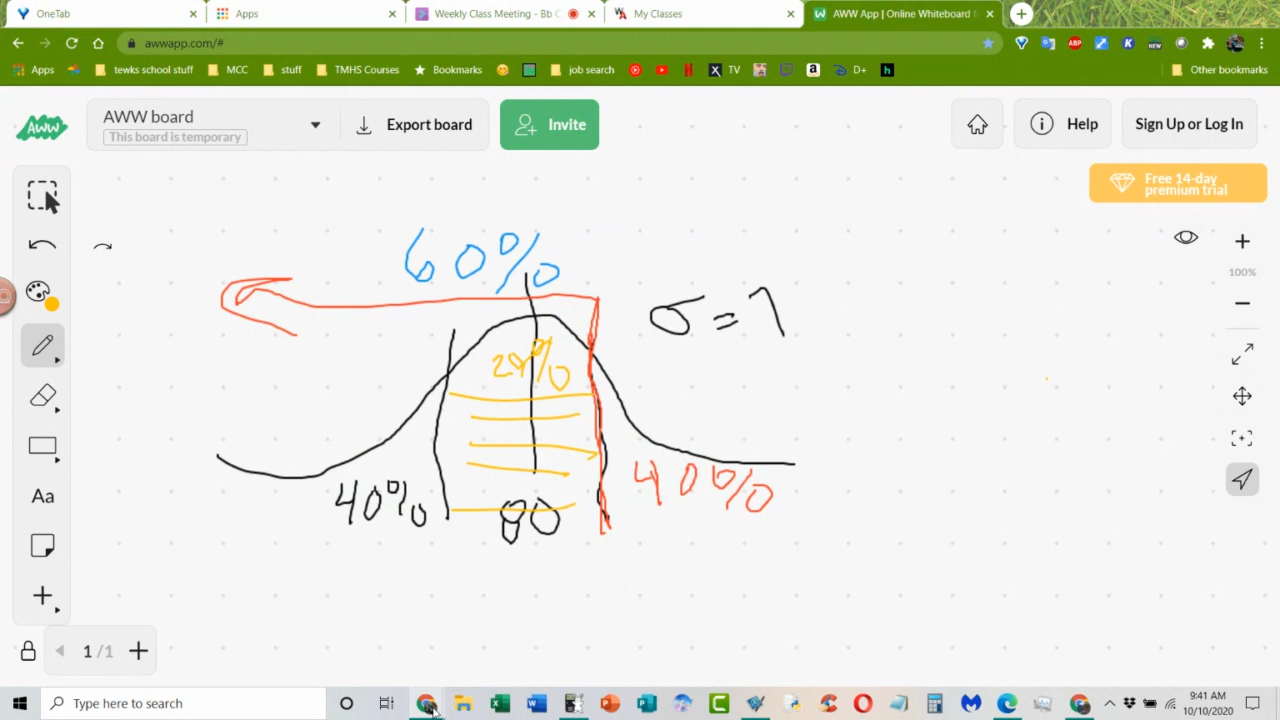 OneTab
Apps
Weekly Class Meeting - Bb C
My Classes
AWW App | Online Whiteboard
awwapp.com/#
Apps
tewks school stuff
MCC
stuff
TMHS Courses
Bookmarks
job search
TV
D+
Other bookmarks
AWW board
This board is temporary
Export board
Invite
Help
Sign Up or Log In
Free 14-day
premium trial
100%
60%
σ=7
40%
80
40%
Aa
1 /1
Type here to search
9:41 AM
10/10/2020